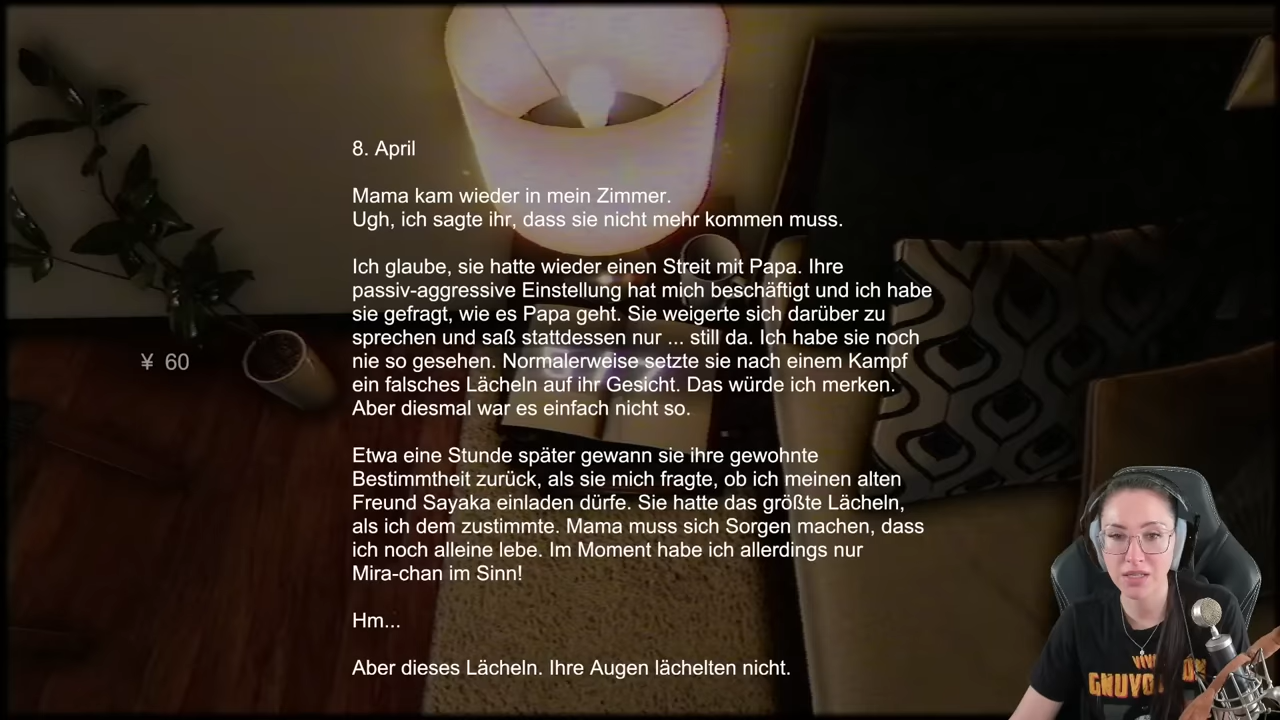 8. April
Mama kam wieder in mein Zimmer.
Ugh, ich sagte ihr, dass sie nicht mehr kommen muss.
Ich glaube, sie hatte wieder einen Streit mit Papa. Ihre
passiv-aggressive Einstellung hat mich beschäftigt und ich habe
sie gefragt, wie es Papa geht. Sie weigerte sich darüber zu
sprechen und saß stattdessen nur ... still da. Ich habe sie noch
nie so gesehen. Normalerweise setzte sie nach einem Kampf
ein falsches Lächeln auf ihr Gesicht. Das würde ich merken.
Aber diesmal war es einfach nicht so.
Etwa eine Stunde später gewann sie ihre gewohnte
Bestimmtheit zurück, als sie mich fragte, ob ich meinen alten
Freund Sayaka einladen dürfe. Sie hatte das größte Lächeln,
als ich dem zustimmte. Mama muss sich Sorgen machen, dass
ich noch alleine lebe. Im Moment habe ich allerdings nur
Mira-chan im Sinn!
Hm...
Aber dieses Lächeln. Ihre Augen lächelten nicht.
¥ 60